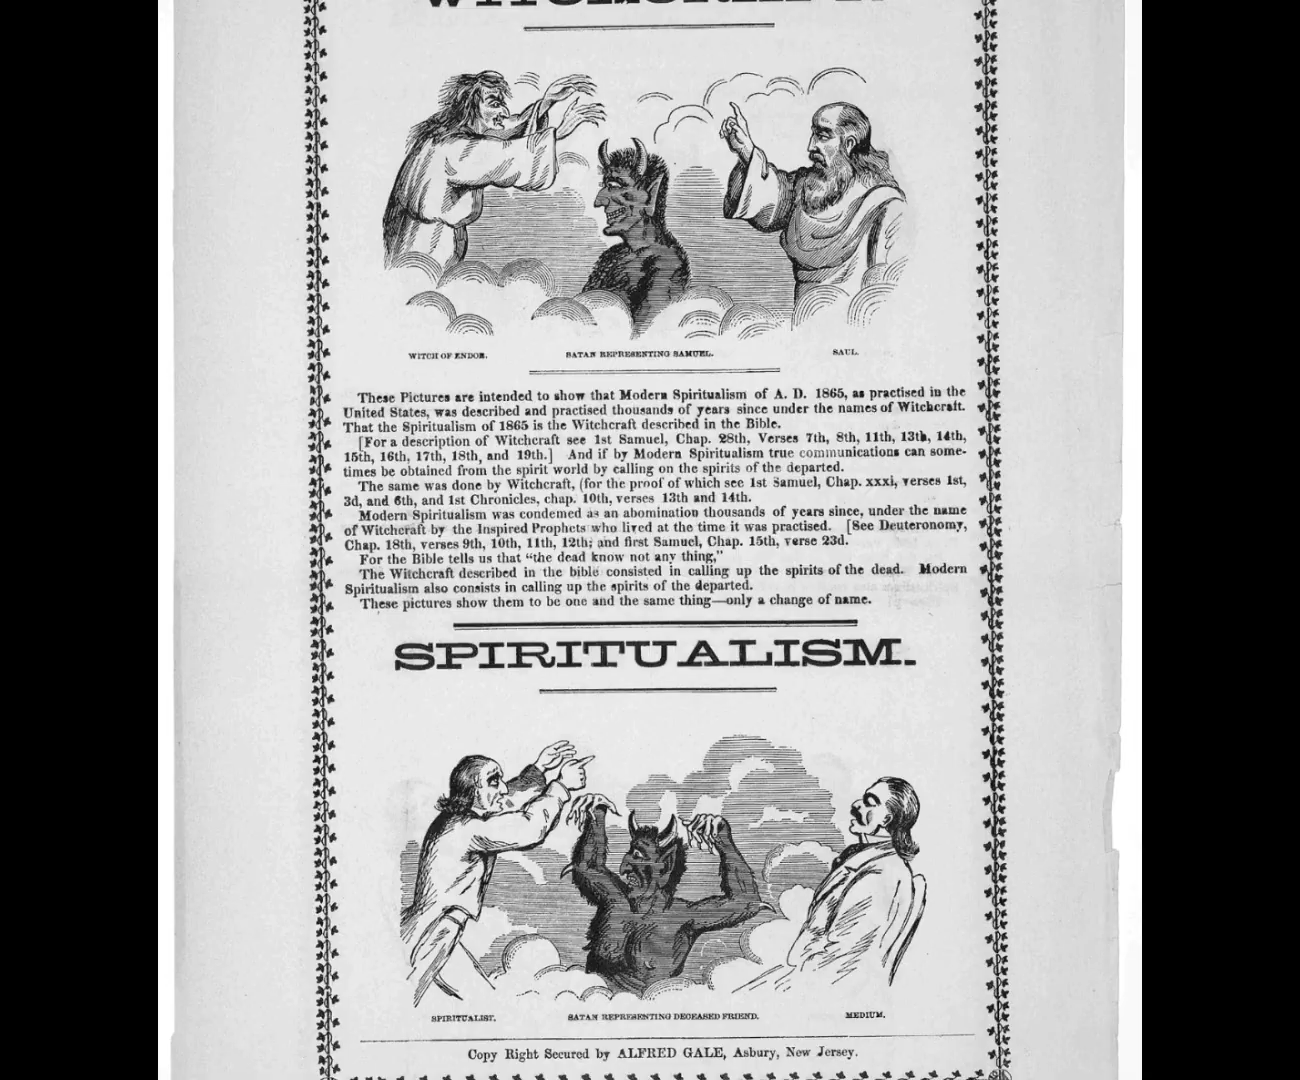 WITCHCRAFT.
WITCH OF ENDOR. SATAN REPRESENTING SAMUEL. SAUL.
These Pictures are intended to show that Modern Spiritualism of A. D. 1865, as practised in the
United States, was described and practised thousands of years since under the names of Witchcraft.
That the Spiritualism of 1865 is the Witchcraft described in the Bible.
[For a description of Witchcraft see 1st Samuel, Chap. 28th, Verses 7th, 8th, 11th, 13th, 14th,
15th, 16th, 17th, 18th, and 19th.] And if by Modern Spiritualism true communications can some-
times be obtained from the spirit world by calling on the spirits of the departed.
The same was done by Witchcraft, (for the proof of which see 1st Samuel, Chap. xxxi, verses 1st,
3d, and 6th, and 1st Chronicles, chap. 10th, verses 13th and 14th.
Modern Spiritualism was condemed as an abomination thousands of years since, under the name
of Witchcraft by the Inspired Prophets who lived at the time it was practised. [See Deuteronomy,
Chap. 18th, verses 9th, 10th, 11th, 12th; and first Samuel, Chap. 15th, verse 23d.
For the Bible tells us that “the dead know not any thing,”
The Witchcraft described in the bible consisted in calling up the spirits of the dead. Modern
Spiritualism also consists in calling up the spirits of the departed.
These pictures show them to be one and the same thing—only a change of name.
SPIRITUALISM.
SPIRITUALIST. SATAN REPRESENTING DECEASED FRIEND. MEDIUM.
Copy Right Secured by ALFRED GALE, Asbury, New Jersey.